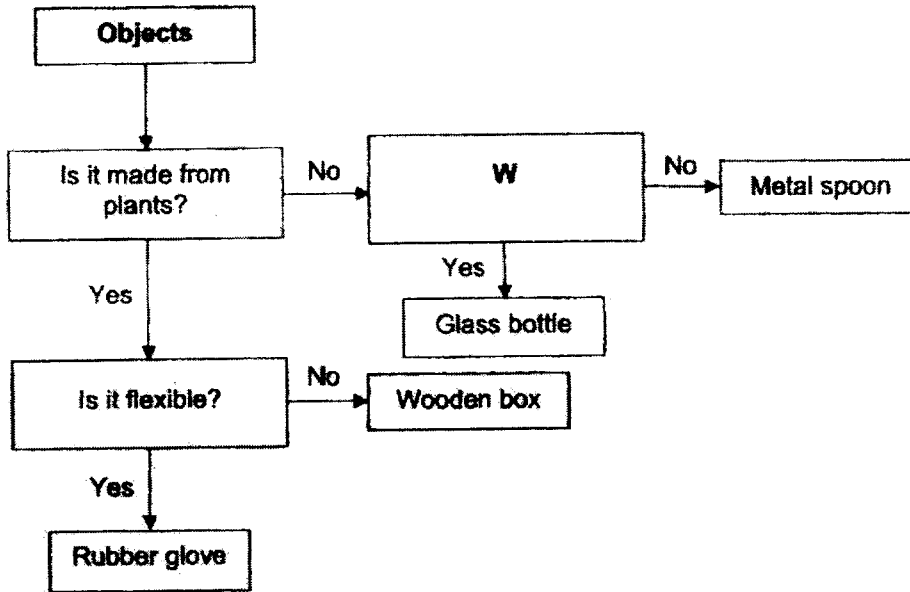 Objects
Is it made from
plants?
No
W
No
Metal spoon
Yes
Yes
Glass bottle
Is it flexible?
No
Wooden box
Yes
Rubber glove